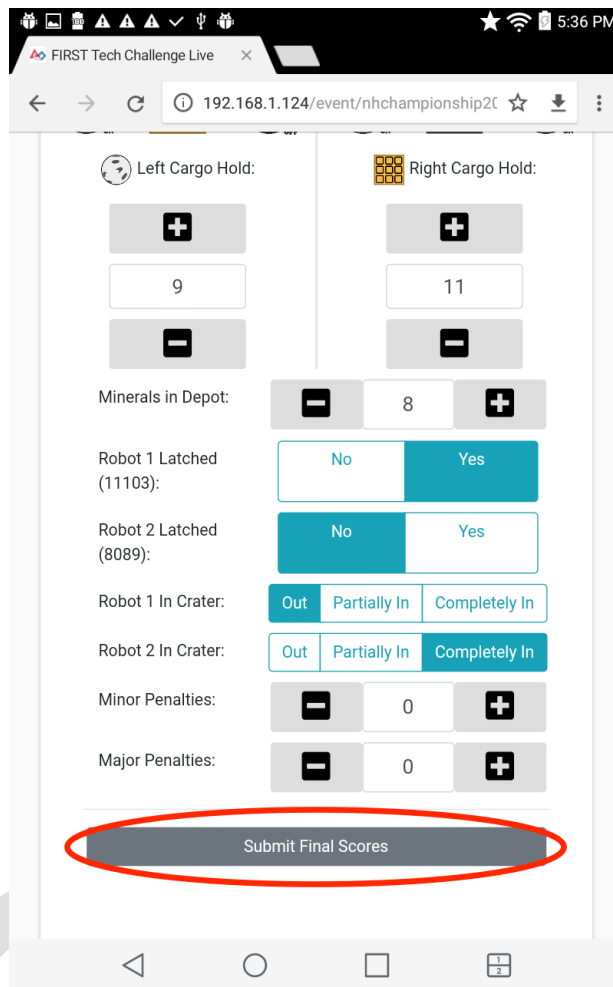 5:36 PM
FIRST Tech Challenge Live
192.168.1.124/event/nhchampionship20
Left Cargo Hold: Right Cargo Hold:
9 11
Minerals in Depot: 8
Robot 1 Latched No Yes
(11103):
Robot 2 Latched No Yes
(8089):
Robot 1 In Crater: Out Partially In Completely In
Robot 2 In Crater: Out Partially In Completely In
Minor Penalties: 0
Major Penalties: 0
Submit Final Scores
1
2